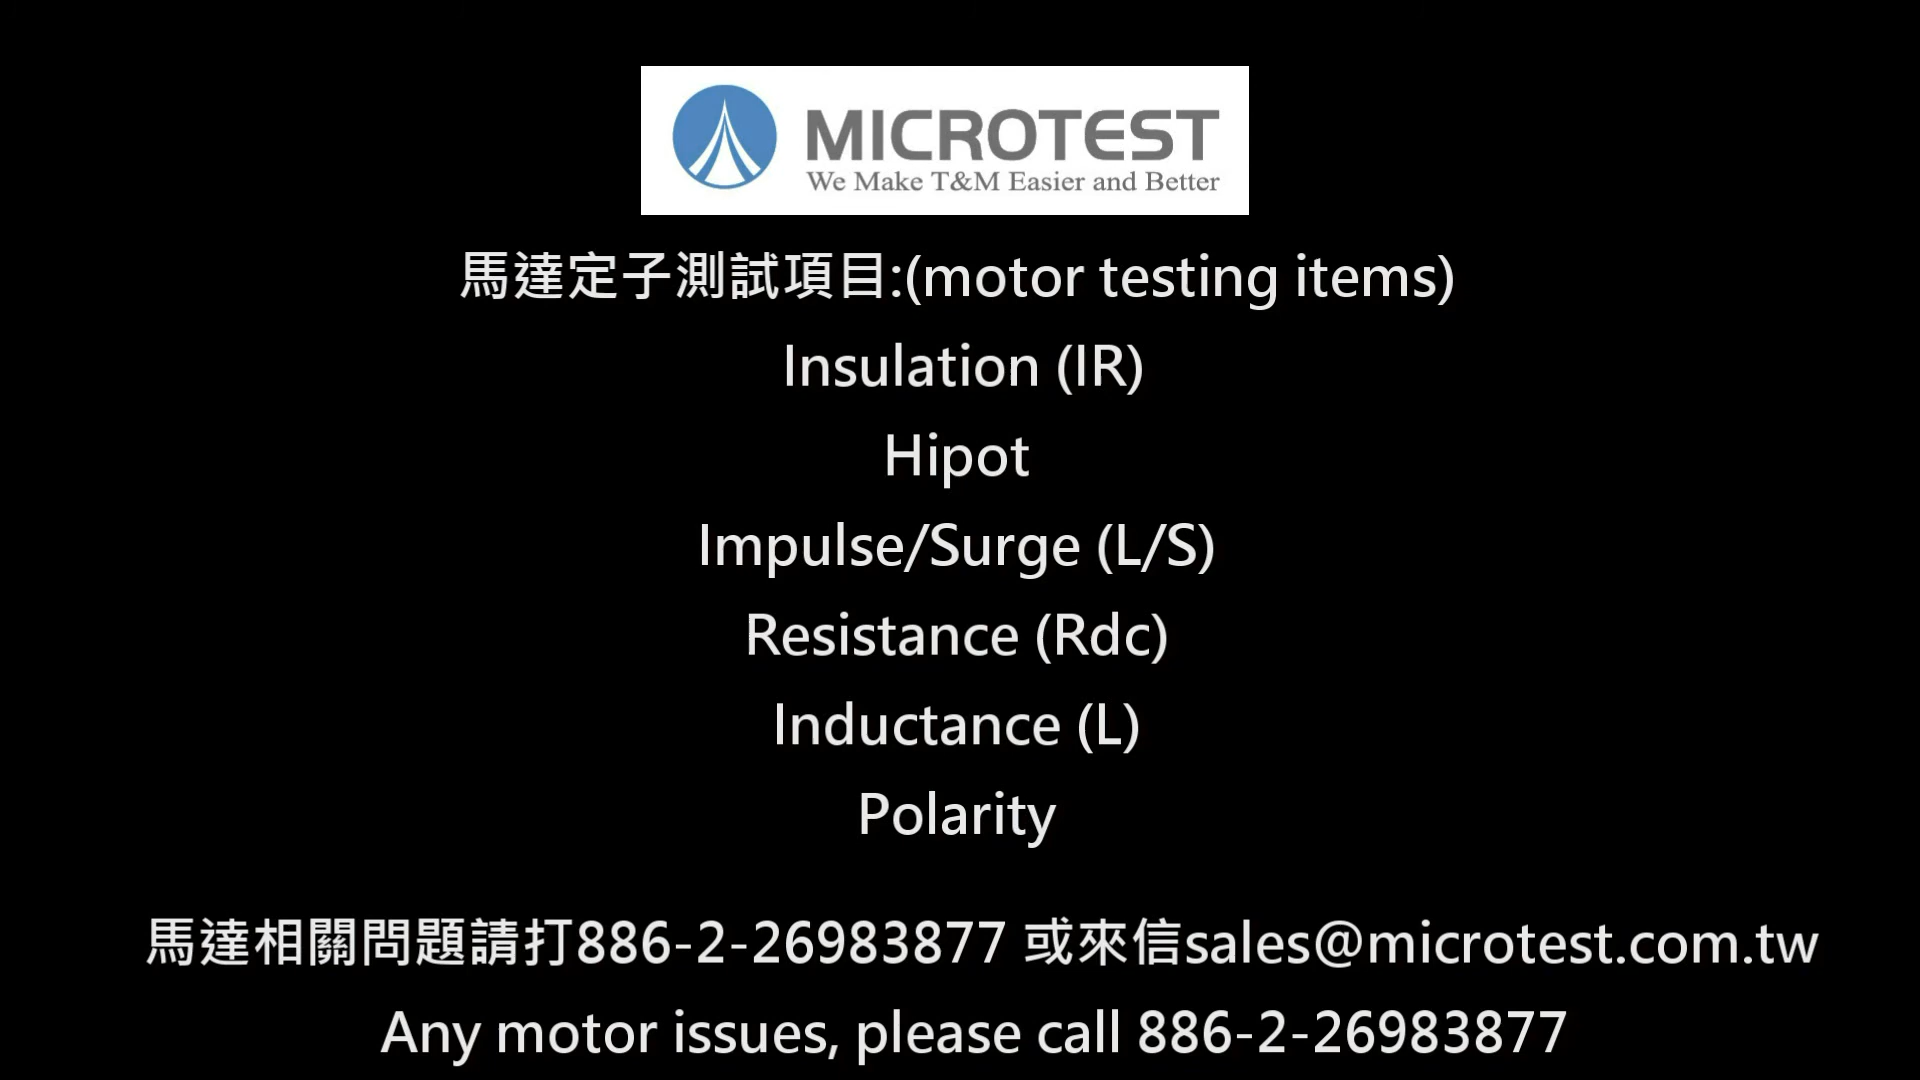 MICROTEST
We Make T&M Easier and Better
馬達定子測試項目:(motor testing items)
Insulation (IR)
Hipot
Impulse/Surge (L/S)
Resistance (Rdc)
Inductance (L)
Polarity
馬達相關問題請打886-2-26983877 或來信sales@microtest.com.tw
Any motor issues, please call 886-2-26983877